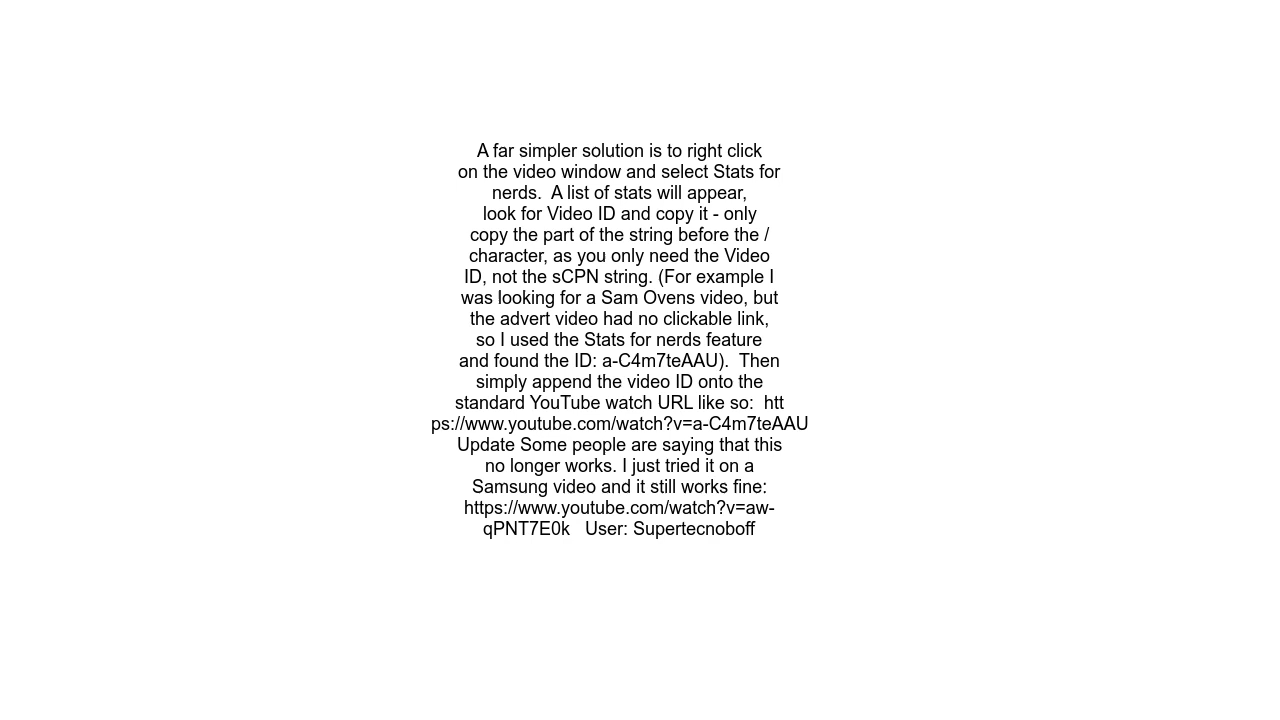 A far simpler solution is to right click
on the video window and select Stats for
nerds.  A list of stats will appear,
look for Video ID and copy it - only
copy the part of the string before the /
character, as you only need the Video
ID, not the sCPN string. (For example I
was looking for a Sam Ovens video, but
the advert video had no clickable link,
so I used the Stats for nerds feature
and found the ID: a-C4m7teAAU).  Then
simply append the video ID onto the
standard YouTube watch URL like so:  htt
ps://www.youtube.com/watch?v=a-C4m7teAAU
Update Some people are saying that this
no longer works. I just tried it on a
Samsung video and it still works fine:
https://www.youtube.com/watch?v=aw-
qPNT7E0k   User: Supertecnoboff